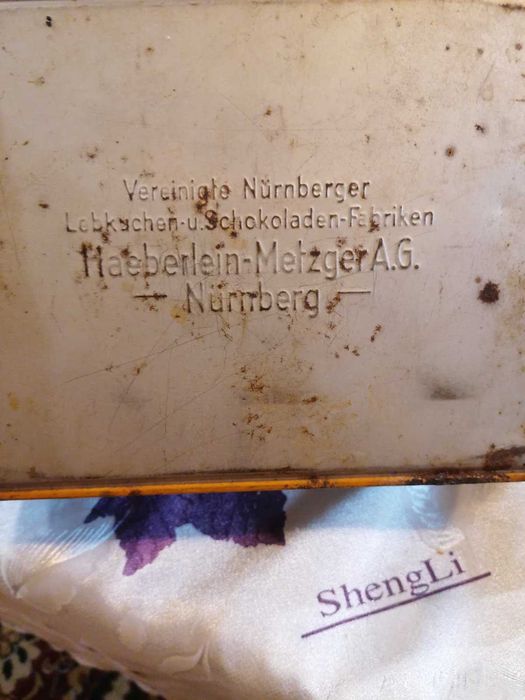 Vereinigte Nürnberger
Lebkuchen-u.Schokoladen-Fabriken
Haeberlein-Metzger A.G.
— Nürnberg —
ShengLi